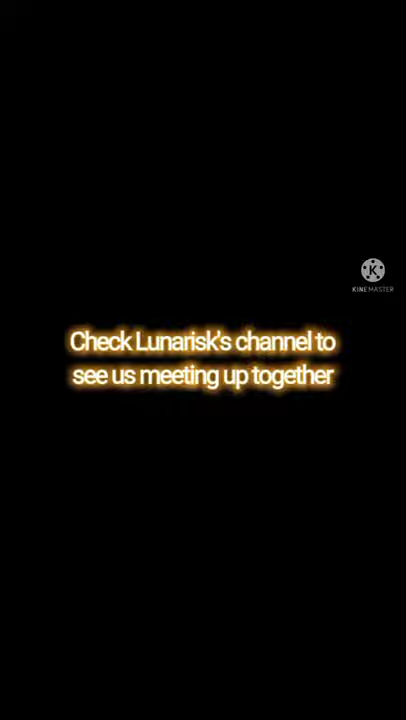 K
KINEMASTER
Check Lunarisk's channel to
see us meeting up together